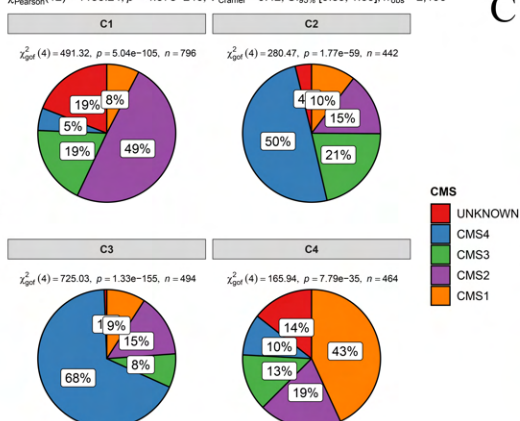 C
C1
χ²gof (4) = 491.32, p = 5.04e−105, n = 796
19%
8%
5%
19%
49%
C2
χ²gof (4) = 280.47, p = 1.77e−59, n = 442
4
10%
15%
50%
21%
CMS
UNKNOWN
CMS4
CMS3
CMS2
CMS1
C3
χ²gof (4) = 725.03, p = 1.33e−155, n = 494
1
9%
15%
8%
68%
C4
χ²gof (4) = 165.94, p = 7.79e−35, n = 464
14%
10%
43%
13%
19%